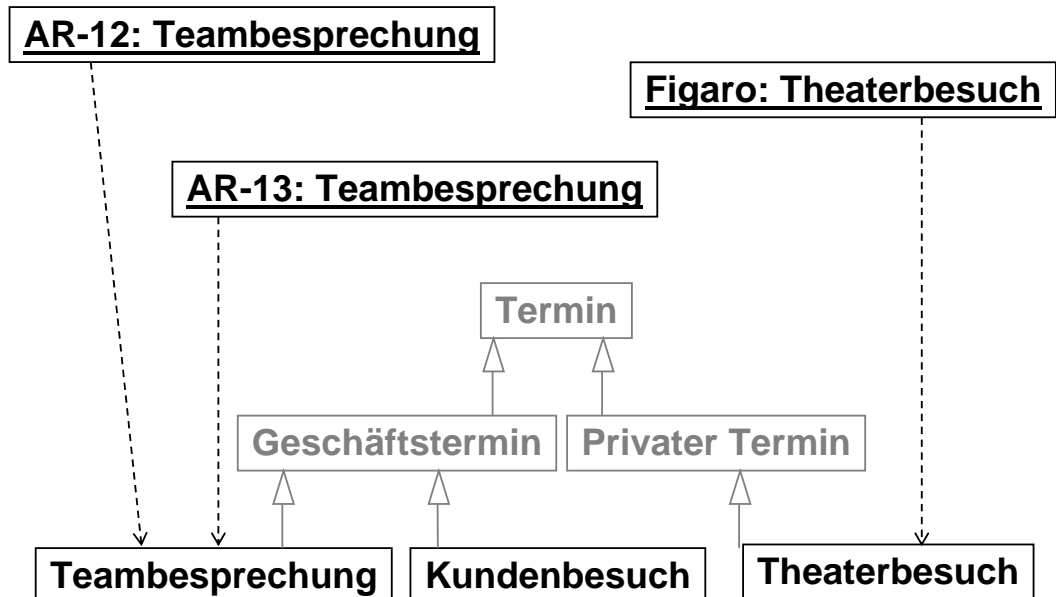 AR-12: Teambesprechung
Figaro: Theaterbesuch
AR-13: Teambesprechung
Termin
Geschäftstermin
Privater Termin
Teambesprechung
Kundenbesuch
Theaterbesuch